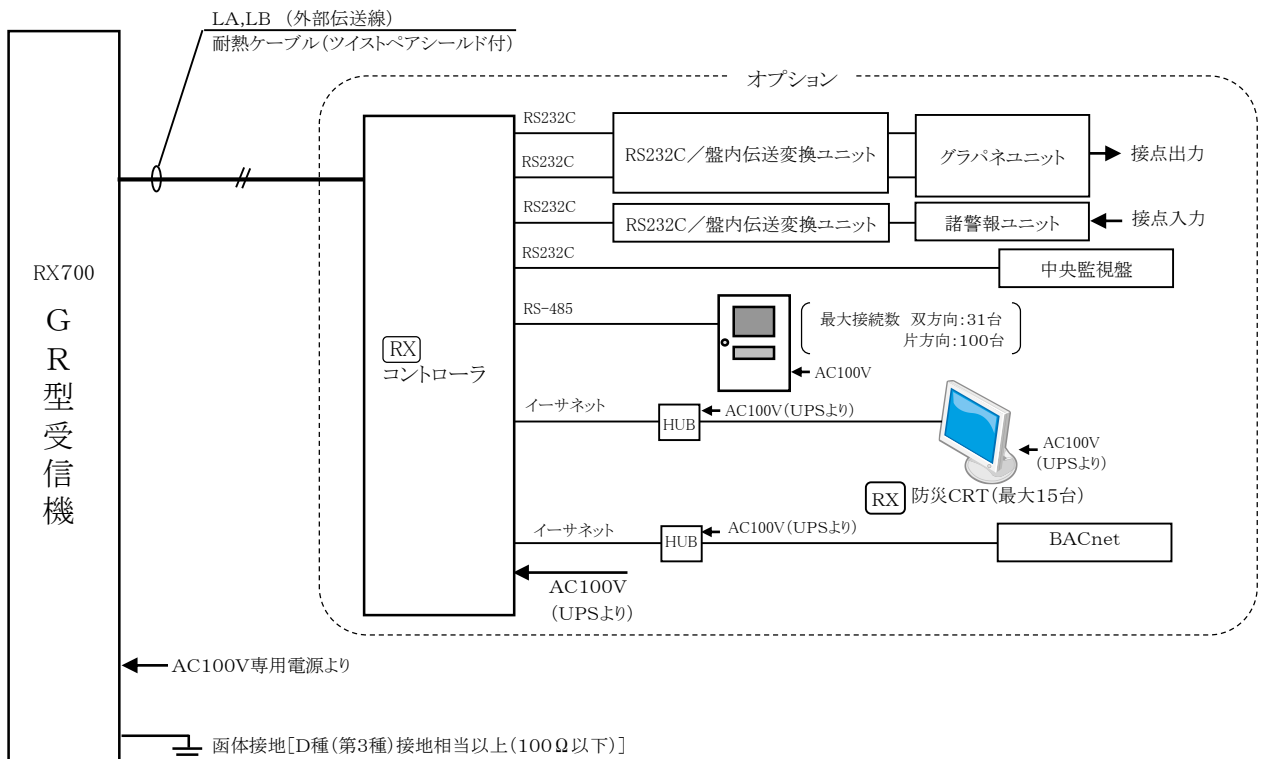 LA,LB （外部伝送線）
耐熱ケーブル（ツイストペアシールド付）
オプション
RX700
GR型受信機
RX
コントローラ
RS232C
RS232C／盤内伝送変換ユニット
グラパネユニット
接点出力
RS232C
RS232C
RS232C／盤内伝送変換ユニット
諸警報ユニット
接点入力
RS232C
中央監視盤
RS-485
最大接続数 双方向:31台
片方向:100台
AC100V
イーサネット
HUB
AC100V（UPSより）
AC100V
（UPSより）
RX
防災CRT（最大15台）
イーサネット
HUB
AC100V（UPSより）
BACnet
AC100V
（UPSより）
AC100V専用電源より
函体接地［D種（第3種）接地相当以上（100Ω以下）］